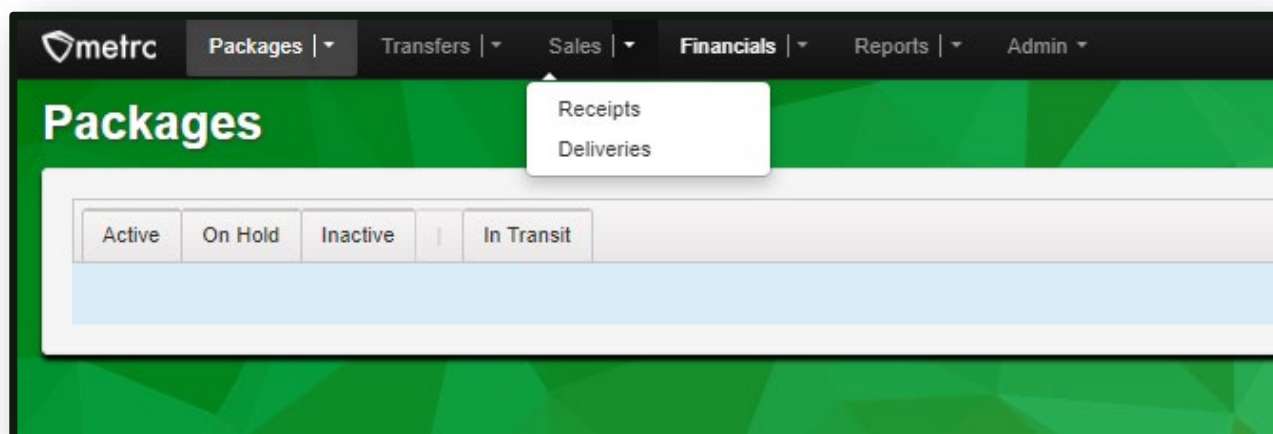 metrc Packages | Transfers | Sales | Financials | Reports | Admin
Receipts
Deliveries
Packages
Active On Hold Inactive | In Transit